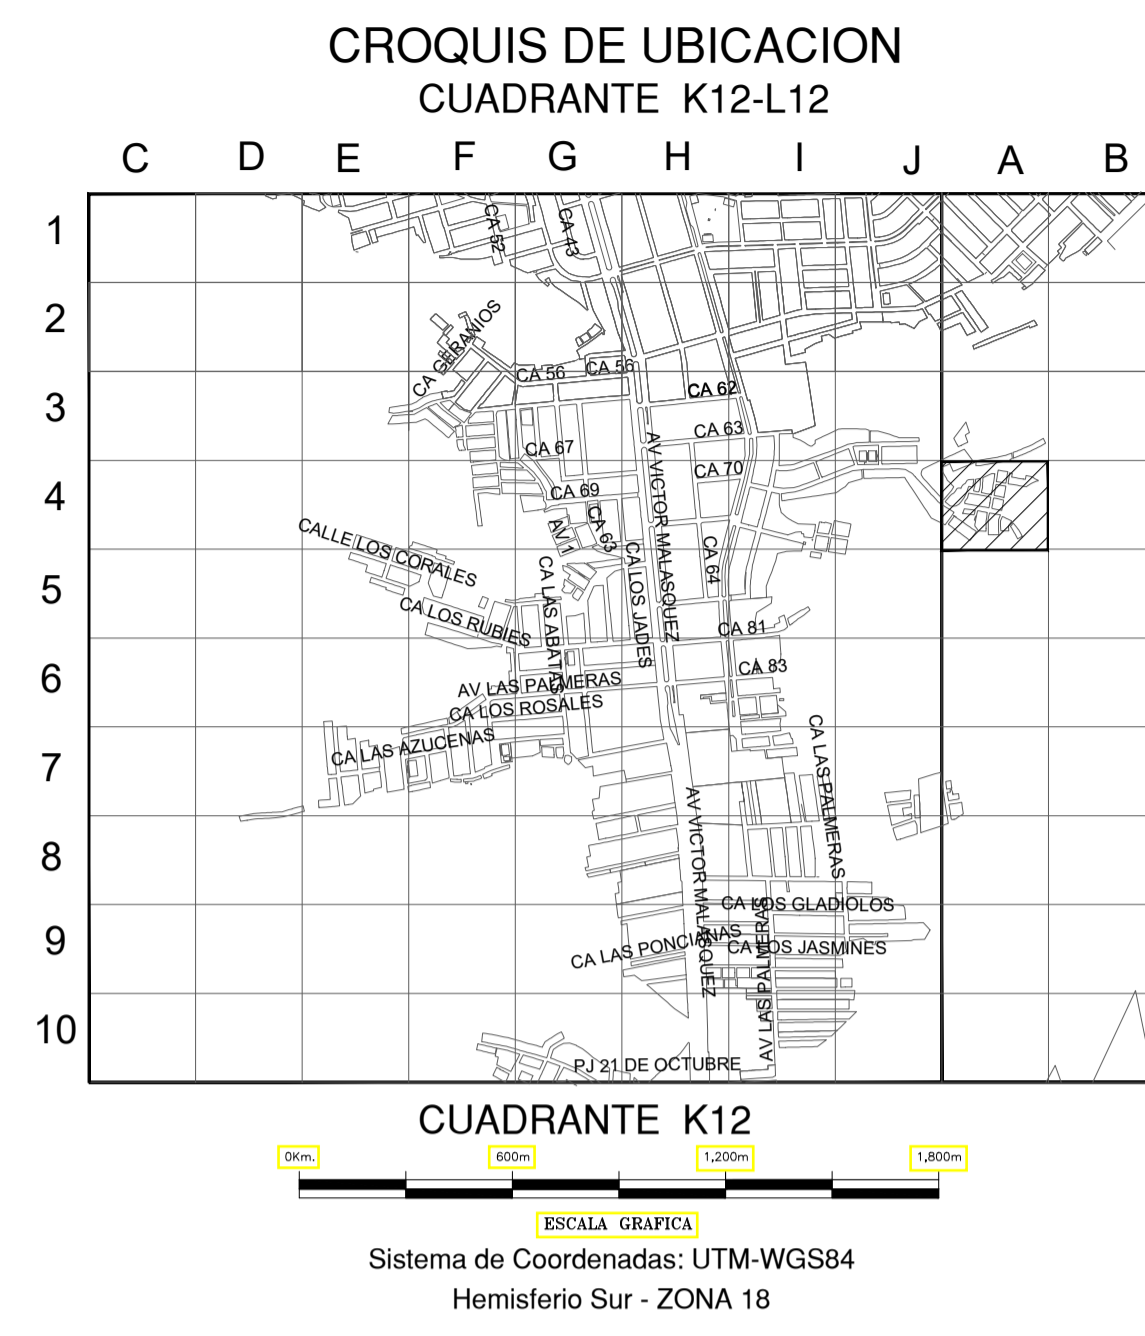 CROQUIS DE UBICACION
CUADRANTE K12-L12
C D E F G H I J A B
1
CA 52
CA 43
2
CA GERANIOS
CA 56
CA 56
3
CA 62
CA 63
CA 67
AV VICTOR MALASQUEZ
CA 70
4
CA 69
CA 63
AV 1
CALLE LOS CORALES
CA 64
5
CA LAS ABATAS
CA LOS JADES
CA LOS RUBIES
CA 81
6
CA 83
AV LAS PALMERAS
CA LOS ROSALES
CA LAS AZUCENAS
7
CA LAS PALMERAS
AV VICTOR MALASQUEZ
8
CA LOS GLADIOLOS
9
CA LAS PONCIANAS
CA LOS JASMINES
AV LAS PALMERAS
10
PJ 21 DE OCTUBRE
CUADRANTE K12
0Km. 600m 1,200m 1,800m
ESCALA GRAFICA
Sistema de Coordenadas: UTM-WGS84
Hemisferio Sur - ZONA 18